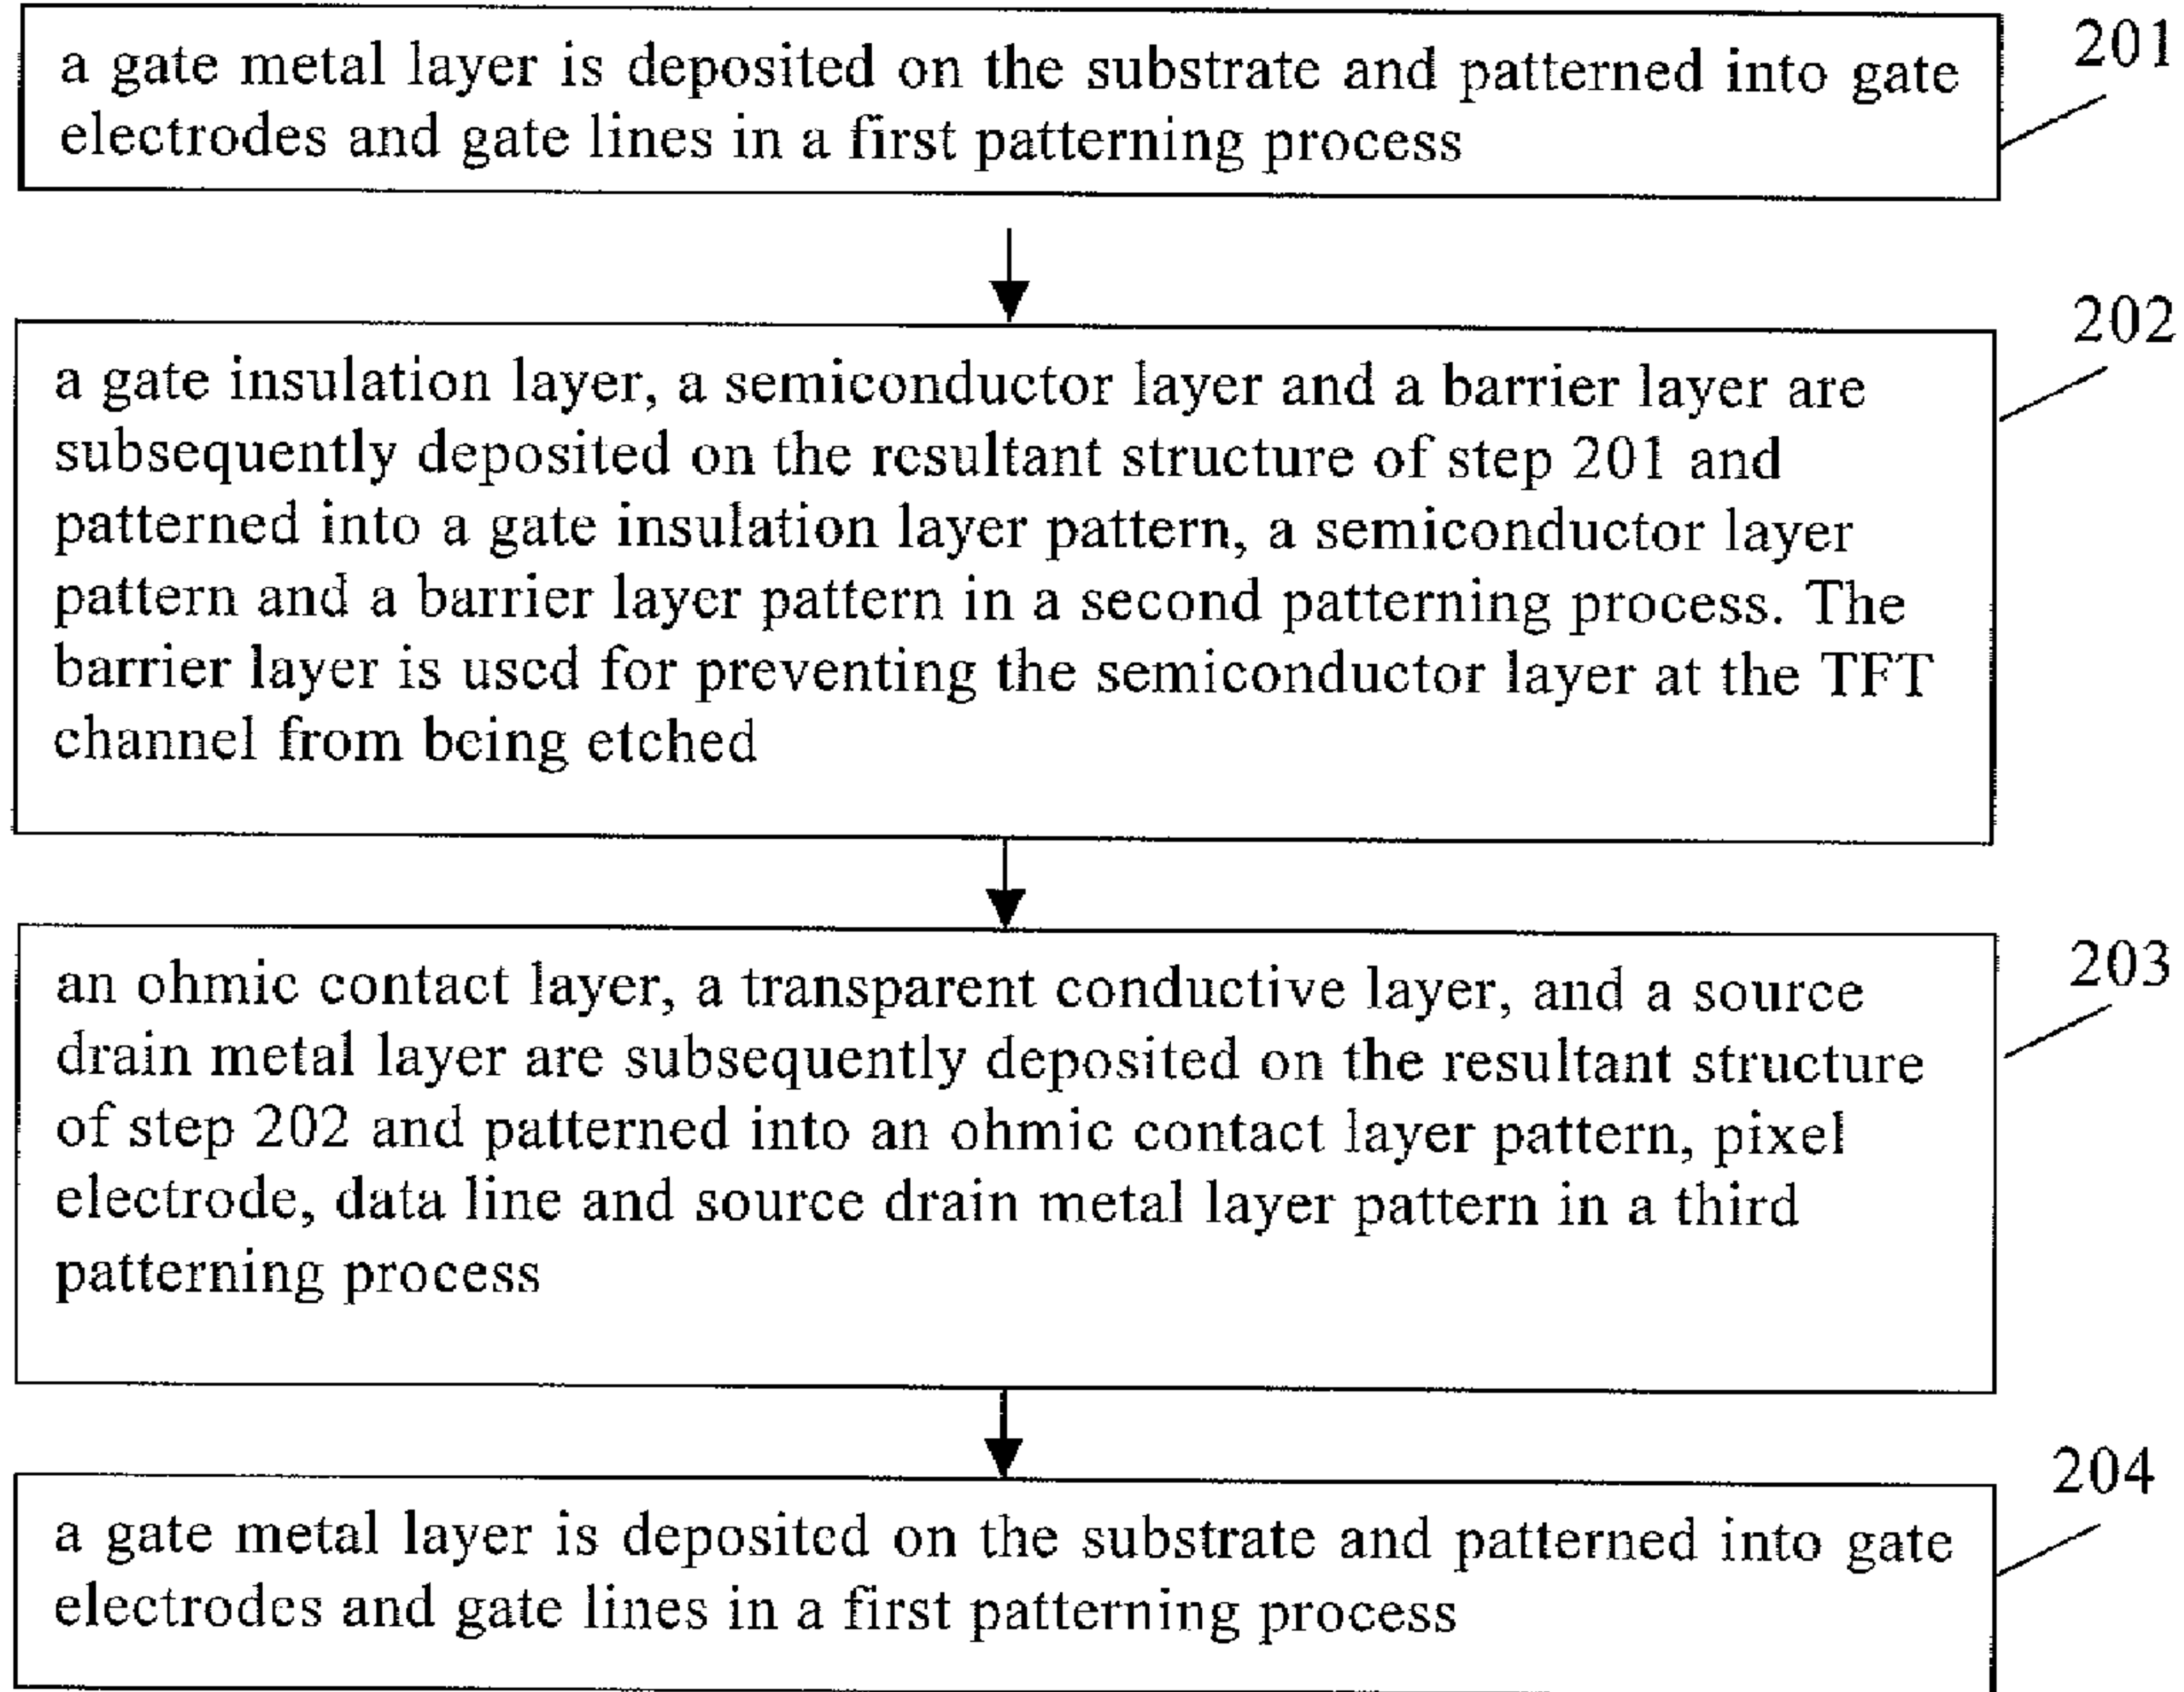 a gate metal layer is deposited on the substrate and patterned into gate
electrodes and gate lines in a first patterning process
201
a gate insulation layer, a semiconductor layer and a barrier layer are
subsequently deposited on the resultant structure of step 201 and
patterned into a gate insulation layer pattern, a semiconductor layer
pattern and a barrier layer pattern in a second patterning process. The
barrier layer is used for preventing the semiconductor layer at the TFT
channel from being etched
202
an ohmic contact layer, a transparent conductive layer, and a source
drain metal layer are subsequently deposited on the resultant structure
of step 202 and patterned into an ohmic contact layer pattern, pixel
electrode, data line and source drain metal layer pattern in a third
patterning process
203
a gate metal layer is deposited on the substrate and patterned into gate
electrodes and gate lines in a first patterning process
204